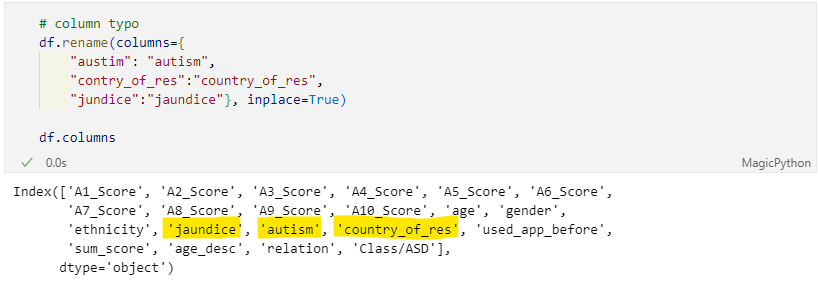 # column typo
df.rename(columns={
"austim": "autism",
"contry_of_res":"country_of_res",
"jundice":"jaundice"}, inplace=True)
df.columns
✓ 0.0s
MagicPython
Index(['A1_Score', 'A2_Score', 'A3_Score', 'A4_Score', 'A5_Score', 'A6_Score',
'A7_Score', 'A8_Score', 'A9_Score', 'A10_Score', 'age', 'gender',
'ethnicity', 'jaundice', 'autism', 'country_of_res', 'used_app_before',
'sum_score', 'age_desc', 'relation', 'Class/ASD'],
dtype='object')